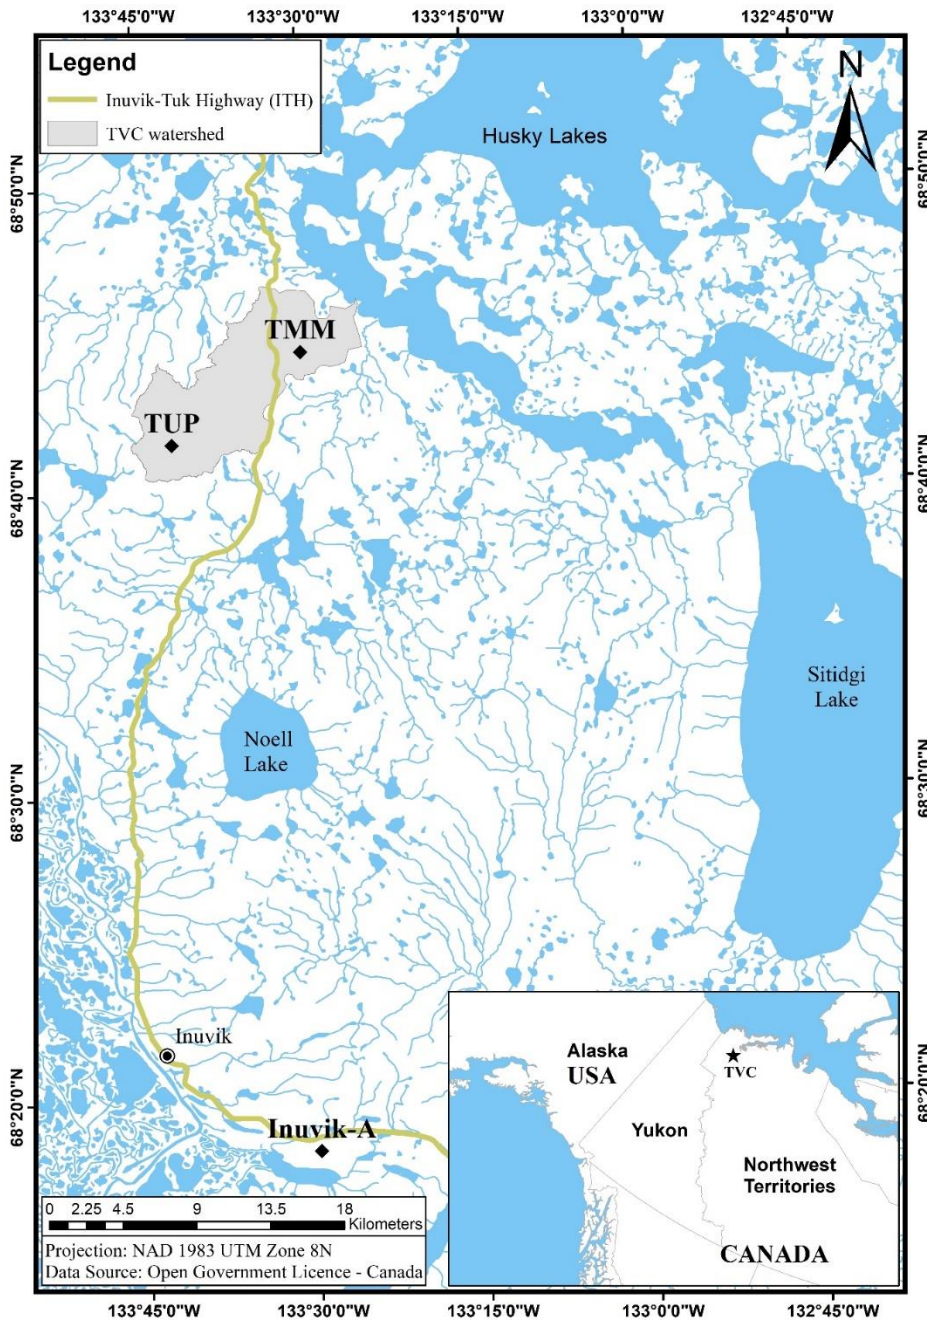 133°45'0"W 133°30'0"W 133°15'0"W 133°0'0"W 132°45'0"W
Legend
Inuvik-Tuk Highway (ITH)
TVC watershed
N
Husky Lakes
68°50'0"N
68°50'0"N
TMM
TUP
68°40'0"N
68°40'0"N
Sitidgi
Lake
Noell
Lake
68°30'0"N
68°30'0"N
Inuvik
68°20'0"N
68°20'0"N
Inuvik-A
Alaska
USA
TVC
Yukon
Northwest
Territories
CANADA
0 2.25 4.5 9 13.5 18
Kilometers
Projection: NAD 1983 UTM Zone 8N
Data Source: Open Government Licence - Canada
133°45'0"W 133°30'0"W 133°15'0"W 133°0'0"W 132°45'0"W